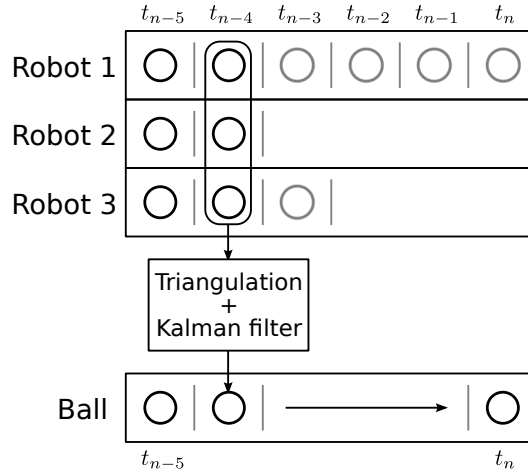 t_{n-5} t_{n-4} t_{n-3} t_{n-2} t_{n-1} t_n
Robot 1
Robot 2
Robot 3
Triangulation
+
Kalman filter
Ball
t_{n-5} t_n